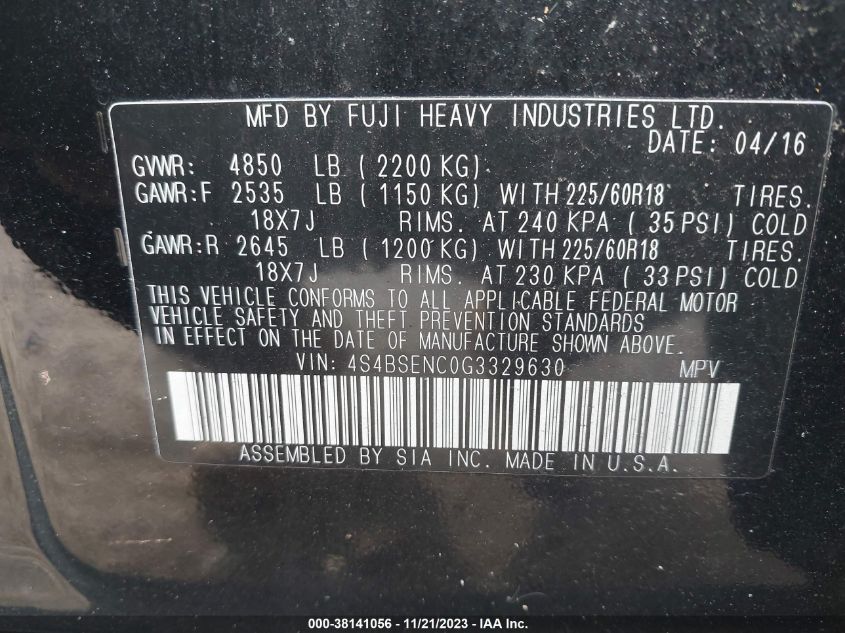 MFD BY FUJI HEAVY INDUSTRIES LTD.
DATE: 04/16
GVWR: 4850 LB (2200 KG)
GAWR:F 2535 LB (1150 KG) WITH 225/60R18 TIRES.
18X7J RIMS. AT 240 KPA (35 PSI) COLD
GAWR:R 2645 LB (1200 KG) WITH 225/60R18 TIRES.
18X7J RIMS. AT 230 KPA (33 PSI) COLD
THIS VEHICLE CONFORMS TO ALL APPLICABLE FEDERAL MOTOR
VEHICLE SAFETY AND THEFT PREVENTION STANDARDS
IN EFFECT ON THE DATE OF MANUFACTURE SHOWN ABOVE.
VIN: 4S4BSENC0G3329630 MPV
ASSEMBLED BY SIA INC. MADE IN U.S.A.
000-38141056 - 11/21/2023 - IAA Inc.